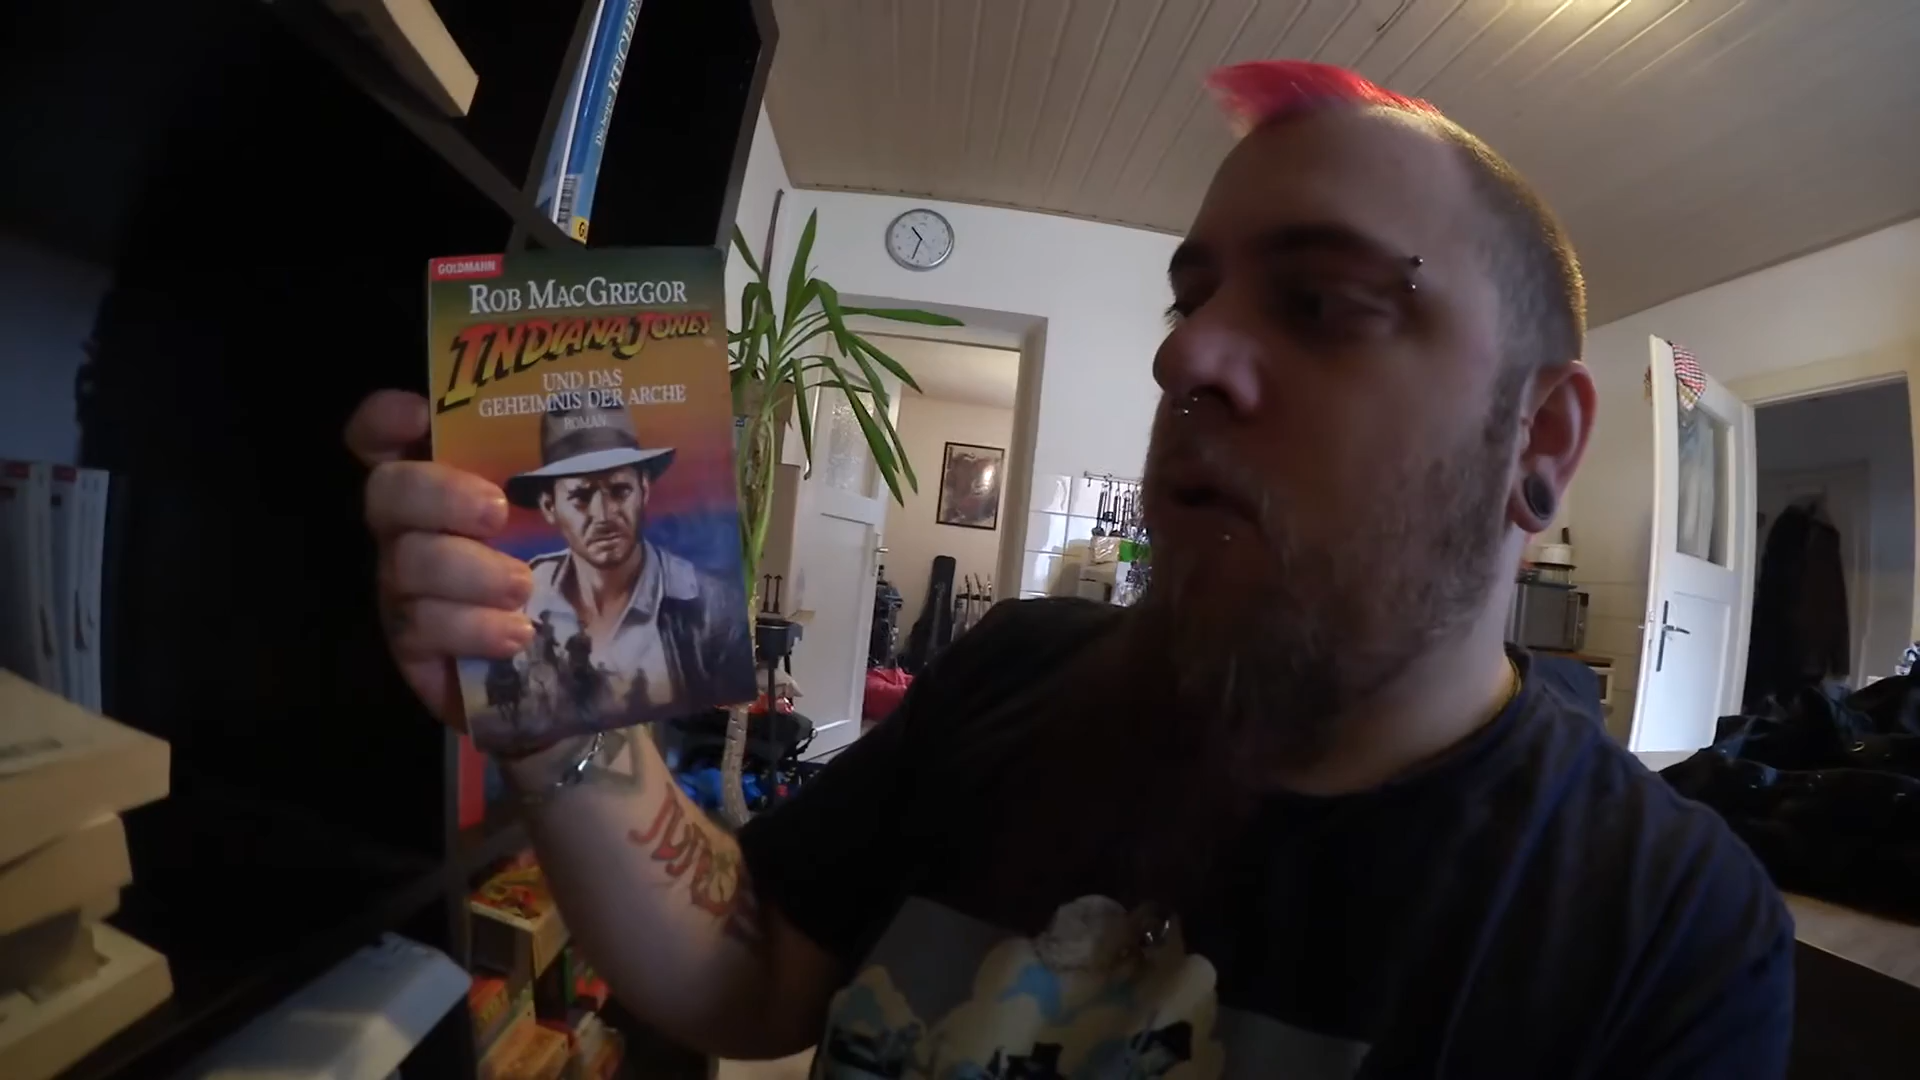 GOLDMANN
ROB MACGREGOR
INDIANA JONES
UND DAS
GEHEIMNIS DER ARCHE
ROMAN